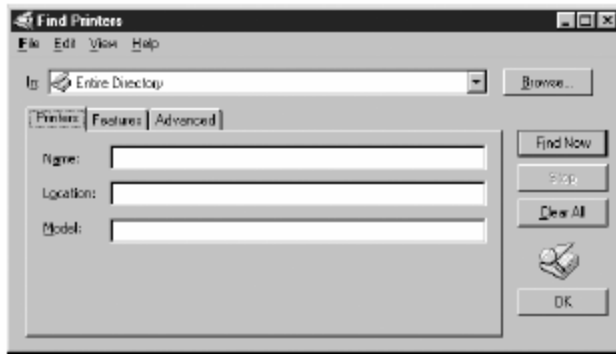 Find Printers
File Edit View Help
In: Entire Directory Browse...
Printers Features Advanced
Find Now
Name:
Stop
Location:
Clear All
Model:
OK